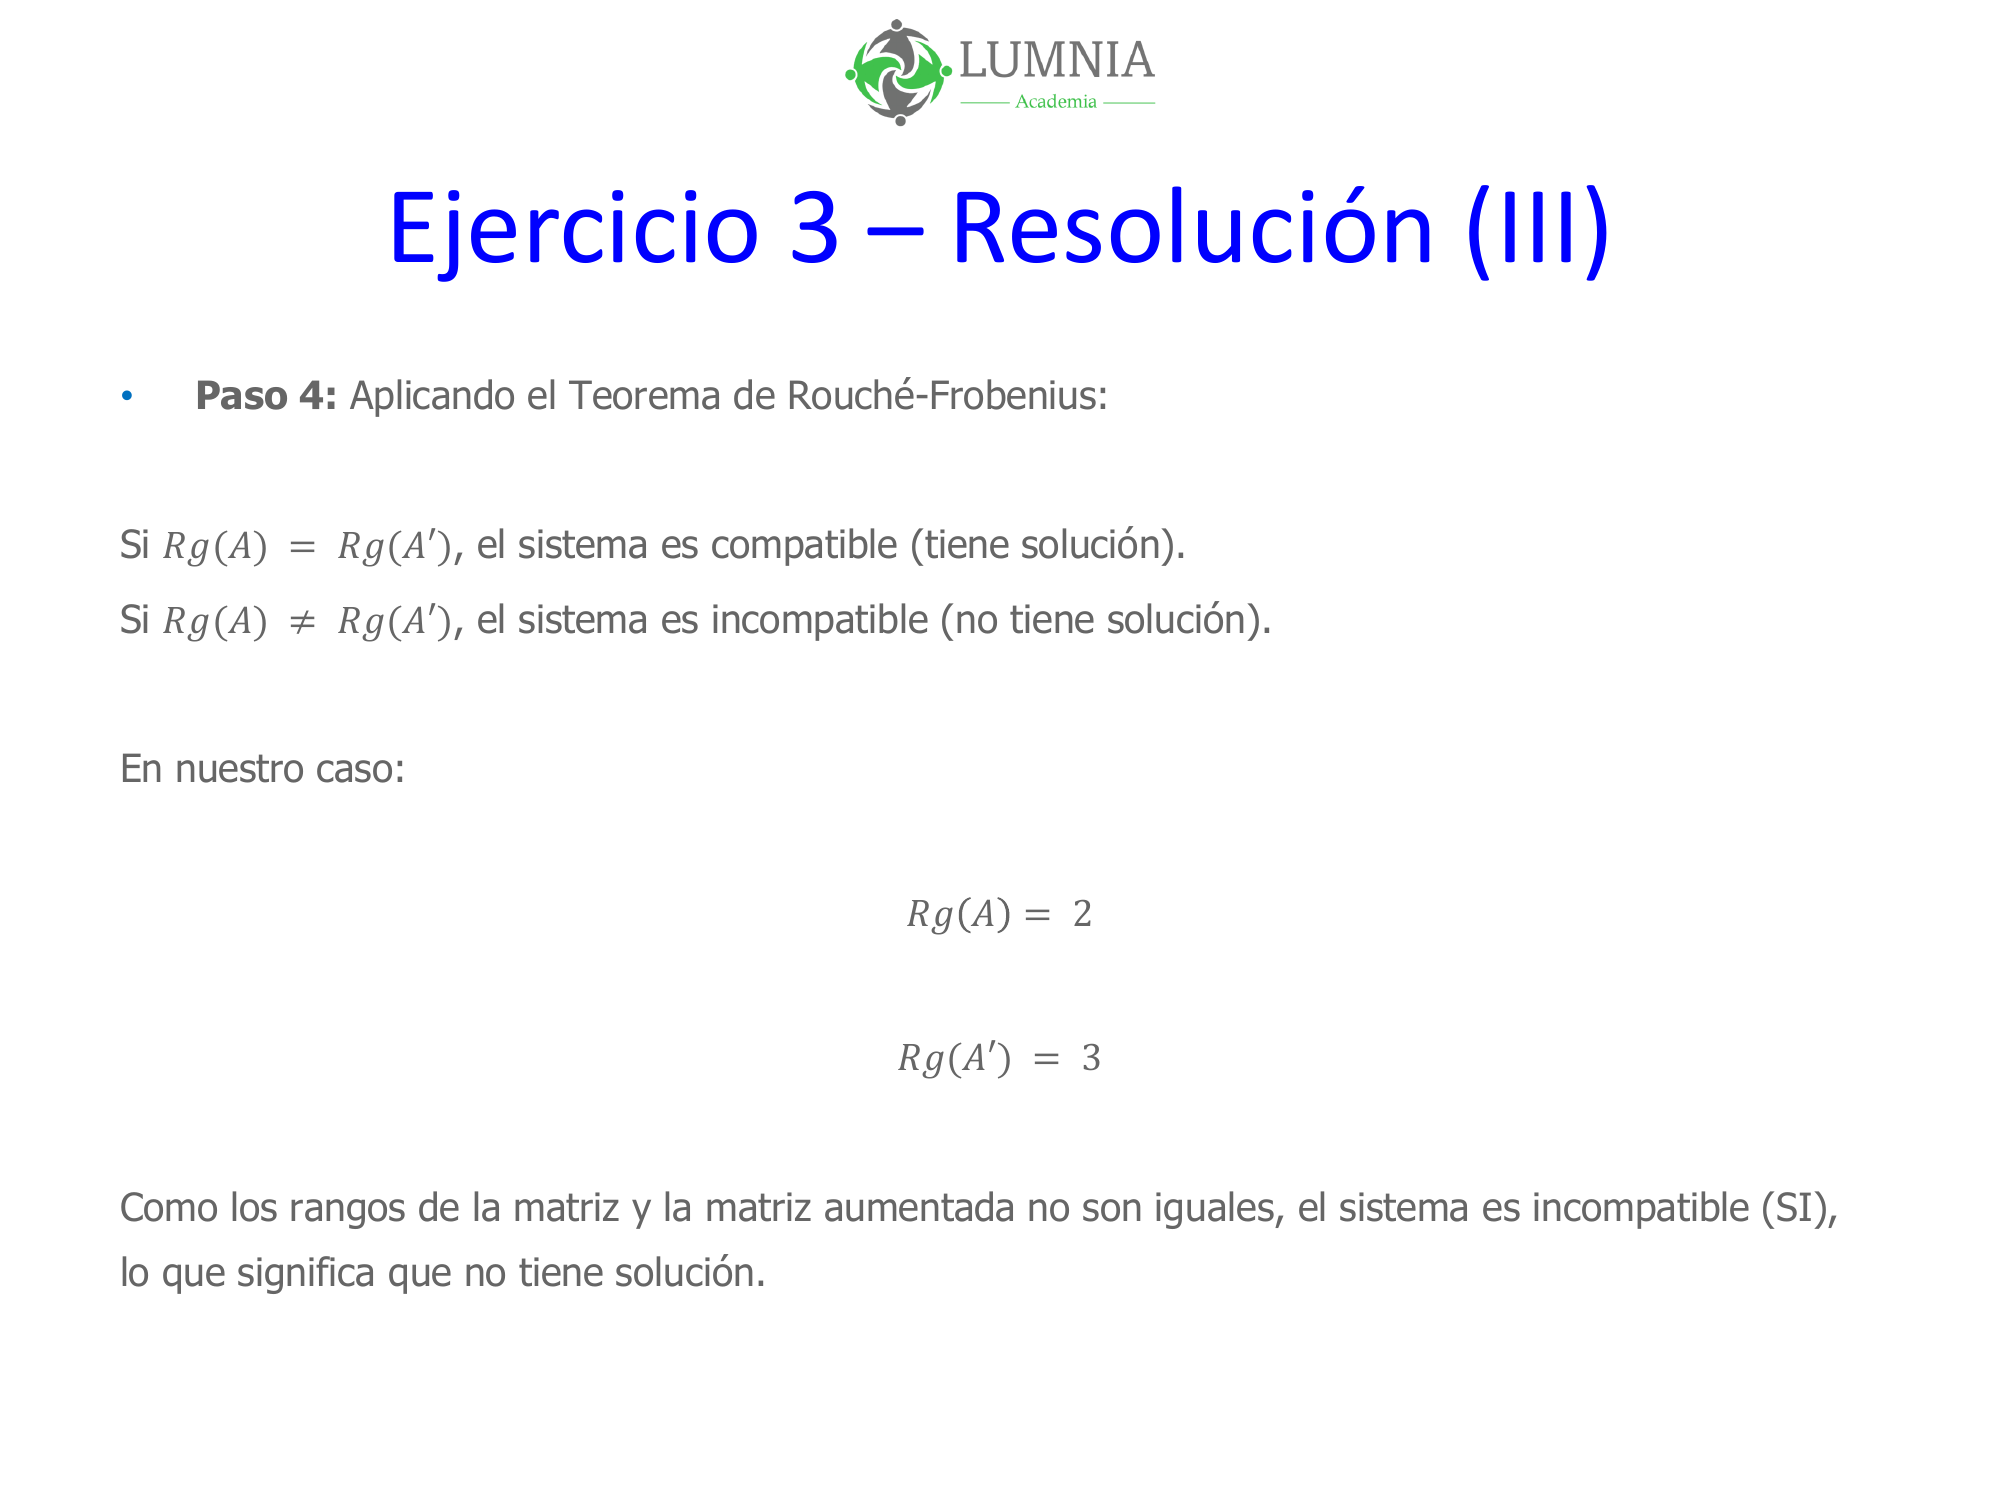 LUMNIA
Academia
Ejercicio 3 – Resolución (III)
• Paso 4: Aplicando el Teorema de Rouché-Frobenius:
Si Rg(A) = Rg(A′), el sistema es compatible (tiene solución).
Si Rg(A) ≠ Rg(A′), el sistema es incompatible (no tiene solución).
En nuestro caso:
Rg(A) = 2
Rg(A′) = 3
Como los rangos de la matriz y la matriz aumentada no son iguales, el sistema es incompatible (SI),
lo que significa que no tiene solución.